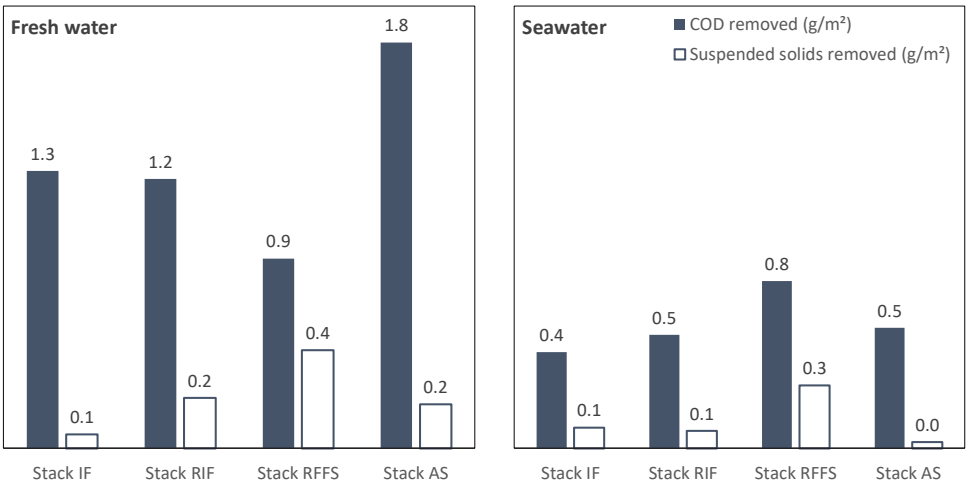 Fresh water
1.3
0.1
1.2
0.2
0.9
0.4
1.8
0.2
Stack IF
Stack RIF
Stack RFFS
Stack AS
Seawater
COD removed (g/m²)
Suspended solids removed (g/m²)
0.4
0.1
0.5
0.1
0.8
0.3
0.5
0.0
Stack IF
Stack RIF
Stack RFFS
Stack AS